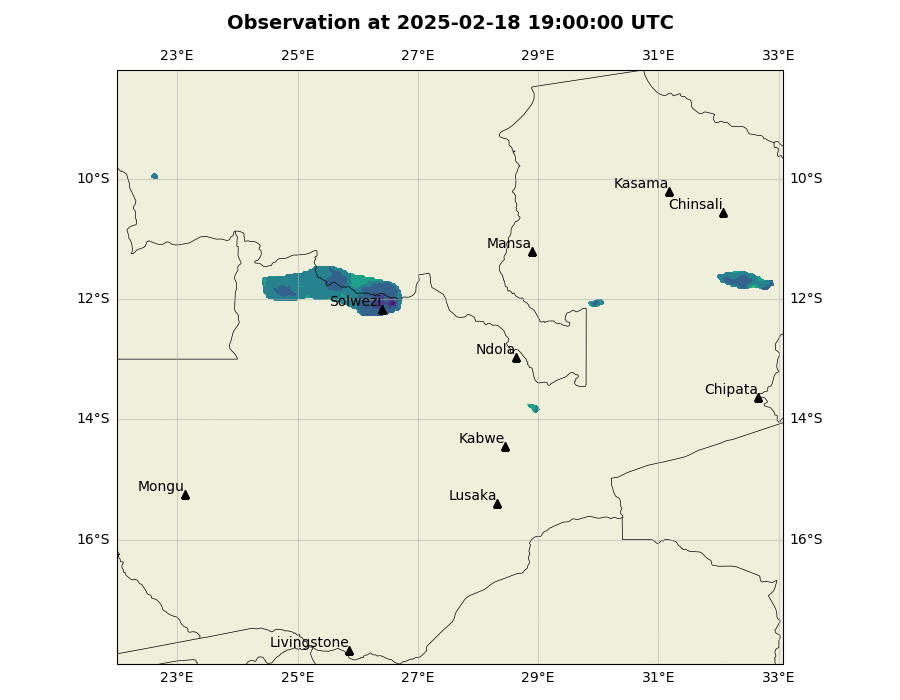 Observation at 2025-02-18 19:00:00 UTC
23°E 25°E 27°E 29°E 31°E 33°E
10°S 10°S
Kasama
Chinsali
Mansa
12°S 12°S
Solwezi
Ndola
Chipata
14°S 14°S
Kabwe
Mongu
Lusaka
16°S 16°S
Livingstone
23°E 25°E 27°E 29°E 31°E 33°E